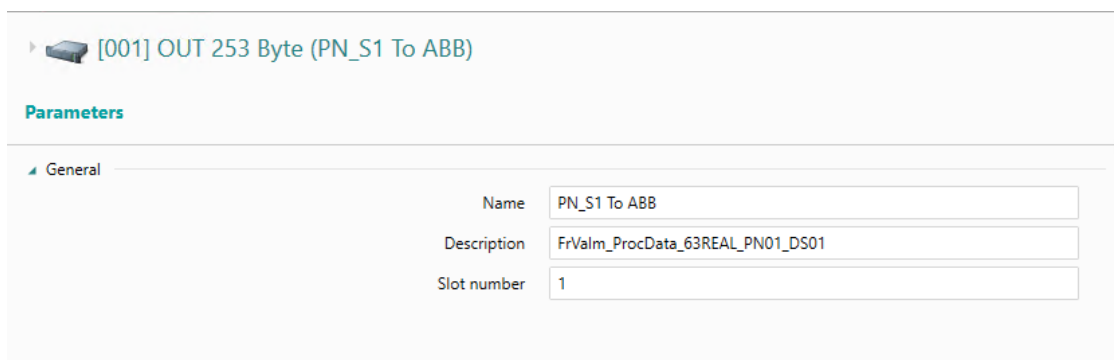 [001] OUT 253 Byte (PN_S1 To ABB)
Parameters
General
Name PN_S1 To ABB
Description FrValm_ProcData_63REAL_PN01_DS01
Slot number 1